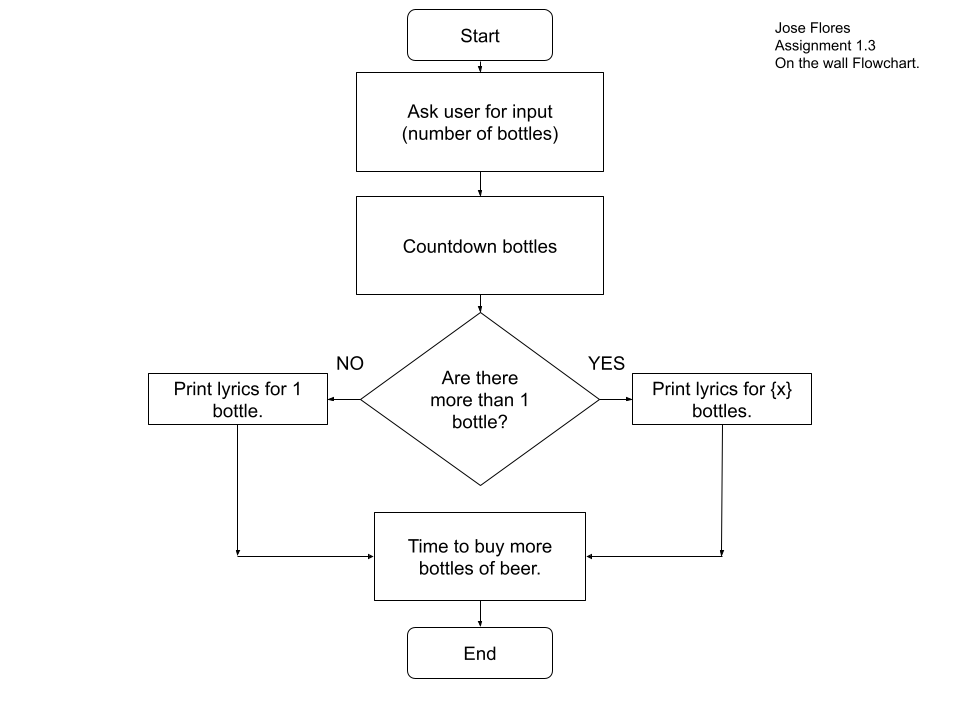 Start
Jose Flores
Assignment 1.3
On the wall Flowchart.
Ask user for input
(number of bottles)
Countdown bottles
NO
YES
Are there
more than 1
bottle?
Print lyrics for 1
bottle.
Print lyrics for {x}
bottles.
Time to buy more
bottles of beer.
End